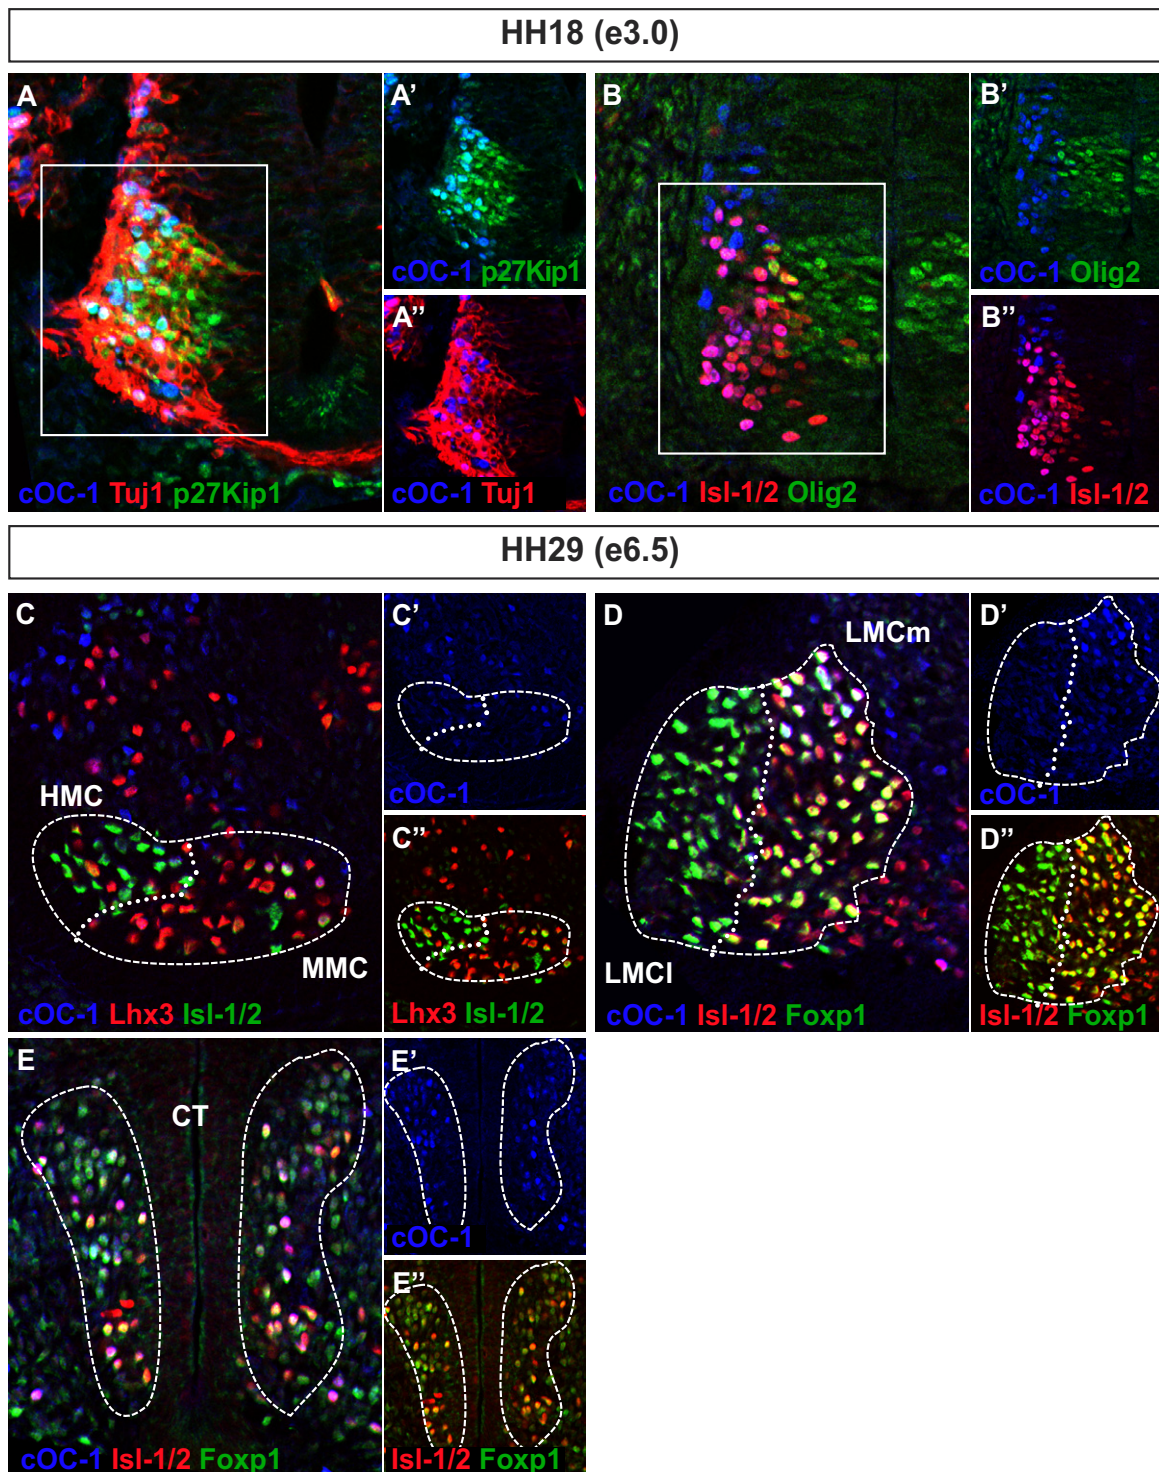 HH18 (e3.0)
A
cOC-1 Tuj1 p27Kip1
A'
cOC-1 p27Kip1
A''
cOC-1 Tuj1
B
cOC-1 Isl-1/2 Olig2
B'
cOC-1 Olig2
B''
cOC-1 Isl-1/2
HH29 (e6.5)
C
HMC
MMC
cOC-1 Lhx3 Isl-1/2
C'
cOC-1
C''
Lhx3 Isl-1/2
D
LMCm
LMCl
cOC-1 Isl-1/2 Foxp1
D'
cOC-1
D''
Isl-1/2 Foxp1
E
CT
cOC-1 Isl-1/2 Foxp1
E'
cOC-1
E''
Isl-1/2 Foxp1